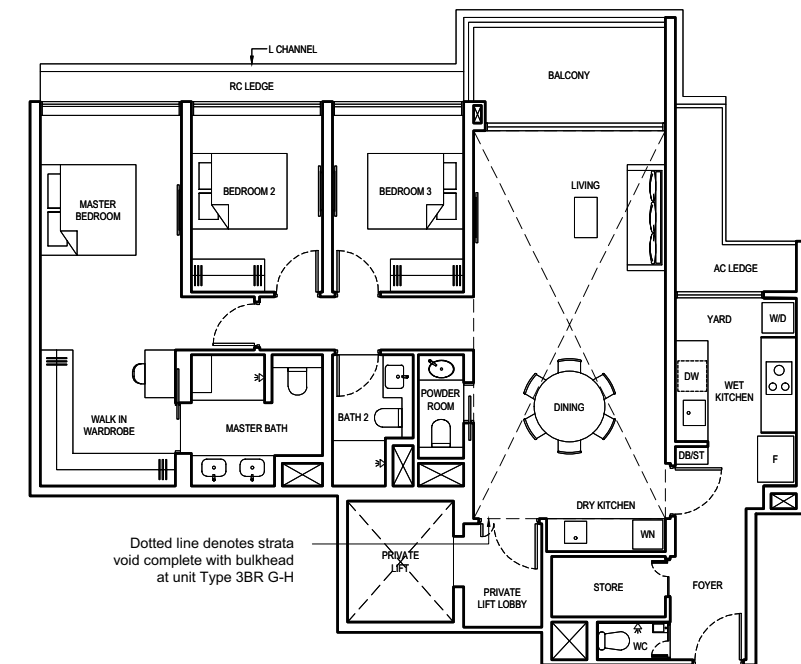 L CHANNEL
BALCONY
RC LEDGE
LIVING
MASTER
BEDROOM
BEDROOM 2
BEDROOM 3
AC LEDGE
YARD
W/D
DW
WET
KITCHEN
WALK IN
WARDROBE
MASTER BATH
BATH 2
POWDER
ROOM
DINING
DB/ST
F
DRY KITCHEN
WN
Dotted line denotes strata
void complete with bulkhead
at unit Type 3BR G-H
PRIVATE
LIFT
PRIVATE
LIFT LOBBY
STORE
FOYER
WC